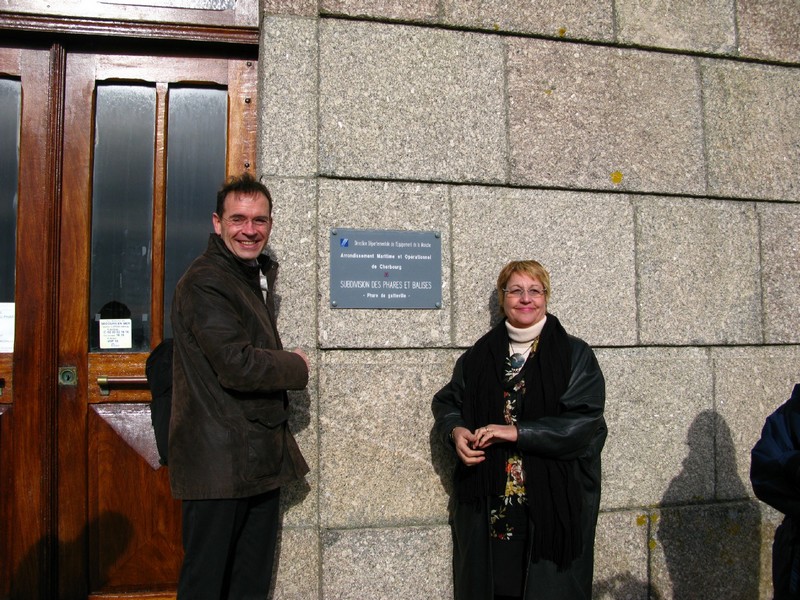 Direction Départementale de l'Equipement de la Manche
Arrondissement Maritime et Opérationnel
de Cherbourg
SUBDIVISION DES PHARES ET BALISES
- Phare de gatteville -